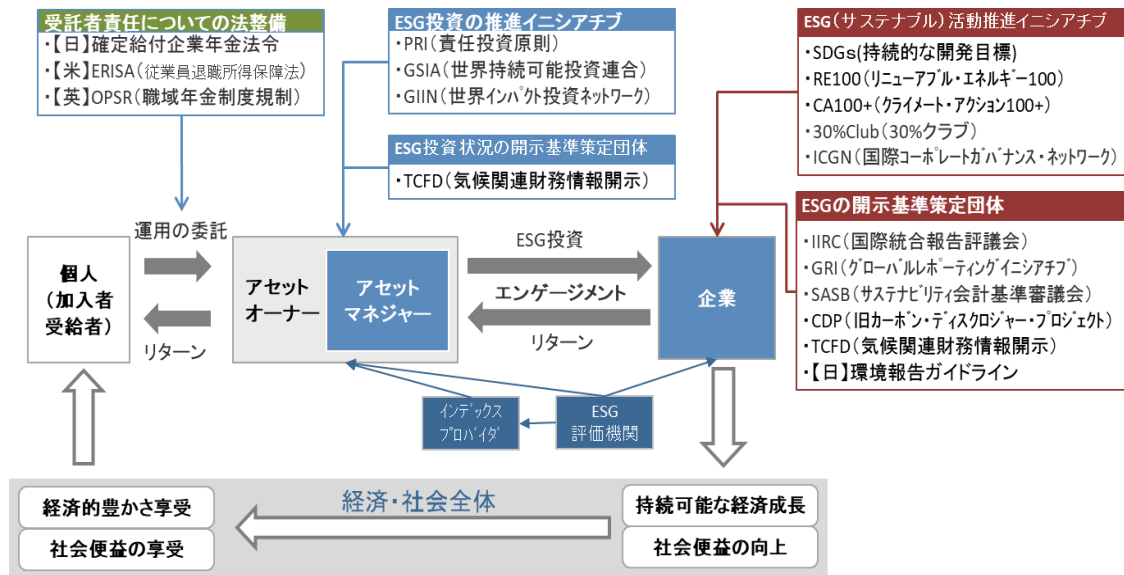 受託者責任についての法整備
・【日】確定給付企業年金法令
・【米】ERISA(従業員退職所得保障法)
・【英】OPSR(職域年金制度規制)
ESG投資の推進イニシアチブ
・PRI(責任投資原則)
・GSIA(世界持続可能投資連合)
・GIIN(世界インパクト投資ネットワーク)
ESG投資状況の開示基準策定団体
・TCFD(気候関連財務情報開示)
ESG(サステナブル)活動推進イニシアチブ
・SDGs(持続的な開発目標)
・RE100(リニューアブル・エネルギー100)
・CA100+(クライメート・アクション100+)
・30%Club(30%クラブ)
・ICGN(国際コーポレートガバナンス・ネットワーク)
ESGの開示基準策定団体
・IIRC(国際統合報告評議会)
・GRI(グローバルレポーティングイニシアチブ)
・SASB(サステナビリティ会計基準審議会)
・CDP(旧カーボン・ディスクロジャー・プロジェクト)
・TCFD(気候関連財務情報開示)
・【日】環境報告ガイドライン
個人
(加入者
受給者)
運用の委託
リターン
アセット
オーナー
アセット
マネジャー
ESG投資
エンゲージメント
リターン
企業
インデックス
プロバイダ
ESG
評価機関
経済・社会全体
経済的豊かさ享受
社会便益の享受
持続可能な経済成長
社会便益の向上